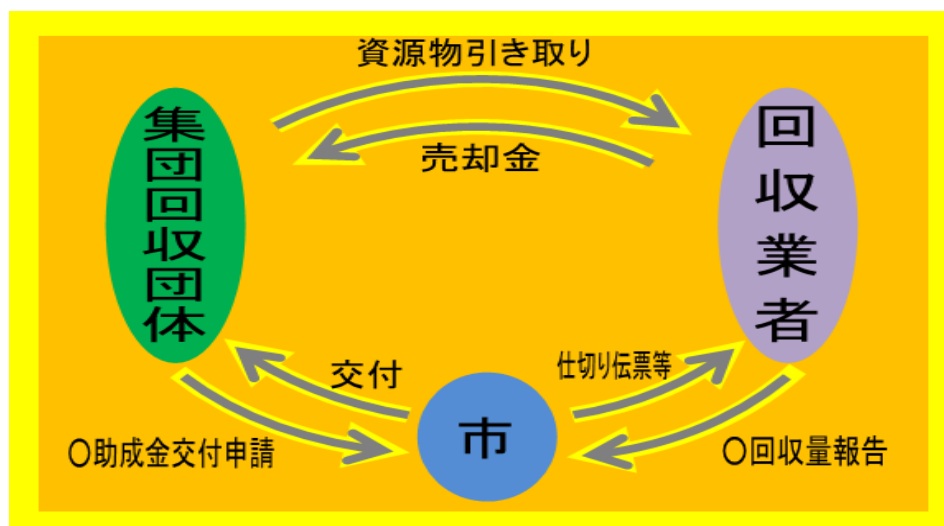 資源物引き取り
売却金
集団回収団体
回収業者
交付
仕切り伝票等
市
〇助成金交付申請
〇回収量報告